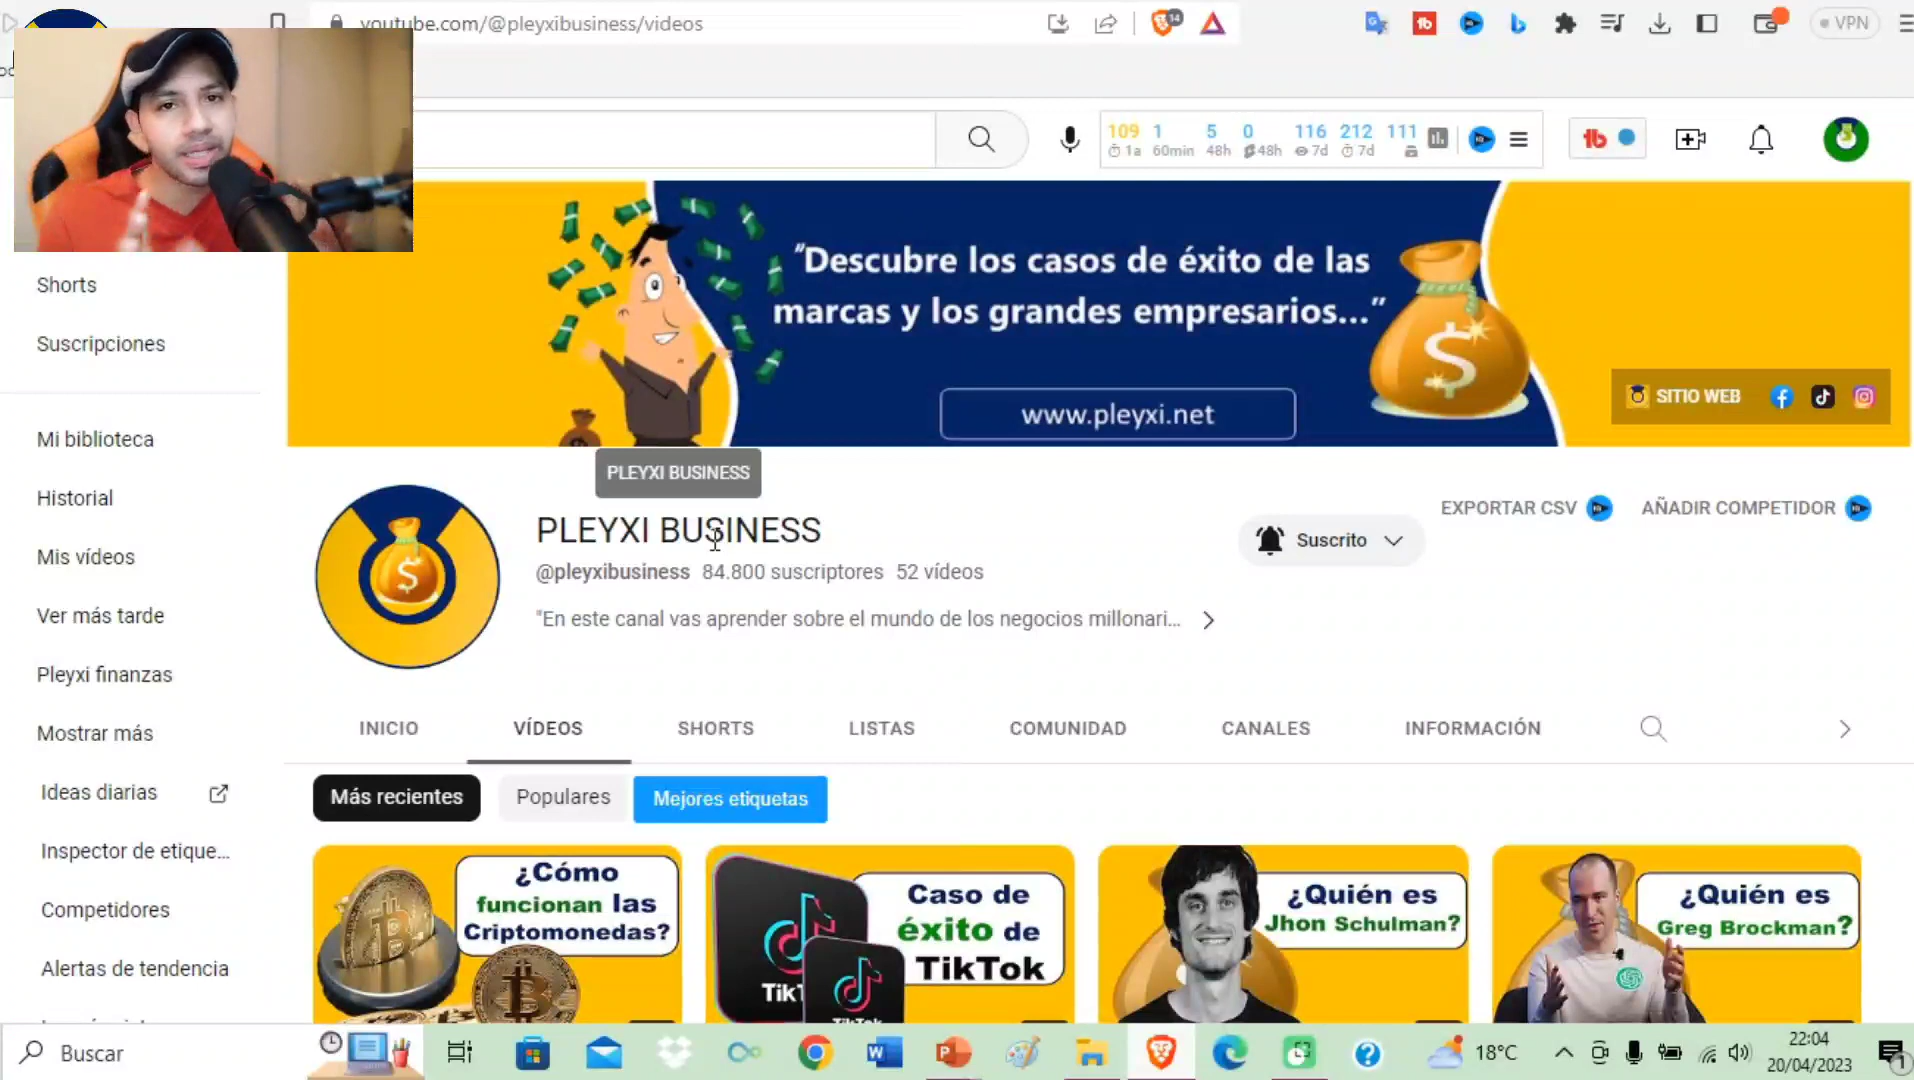 youtube.com/@pleyxibusiness/videos
14
VPN
109 1 5 0 116 212 111
1a 60min 48h 48h 7d 7d
"Descubre los casos de éxito de las
marcas y los grandes empresarios..."
www.pleyxi.net
SITIO WEB
Shorts
Suscripciones
Mi biblioteca
Historial
Mis vídeos
Ver más tarde
Pleyxi finanzas
Mostrar más
Ideas diarias
Inspector de etique...
Competidores
Alertas de tendencia
PLEYXI BUSINESS
PLEYXI BUSINESS
@pleyxibusiness 84.800 suscriptores 52 vídeos
"En este canal vas aprender sobre el mundo de los negocios millonari...
Suscrito
EXPORTAR CSV
AÑADIR COMPETIDOR
INICIO VÍDEOS SHORTS LISTAS COMUNIDAD CANALES INFORMACIÓN
Más recientes Populares Mejores etiquetas
¿Cómo
funcionan las
Criptomonedas?
Caso de
éxito de
TikTok
¿Quién es
Jhon Schulman?
¿Quién es
Greg Brockman?
Buscar
18°C
22:04
20/04/2023
1